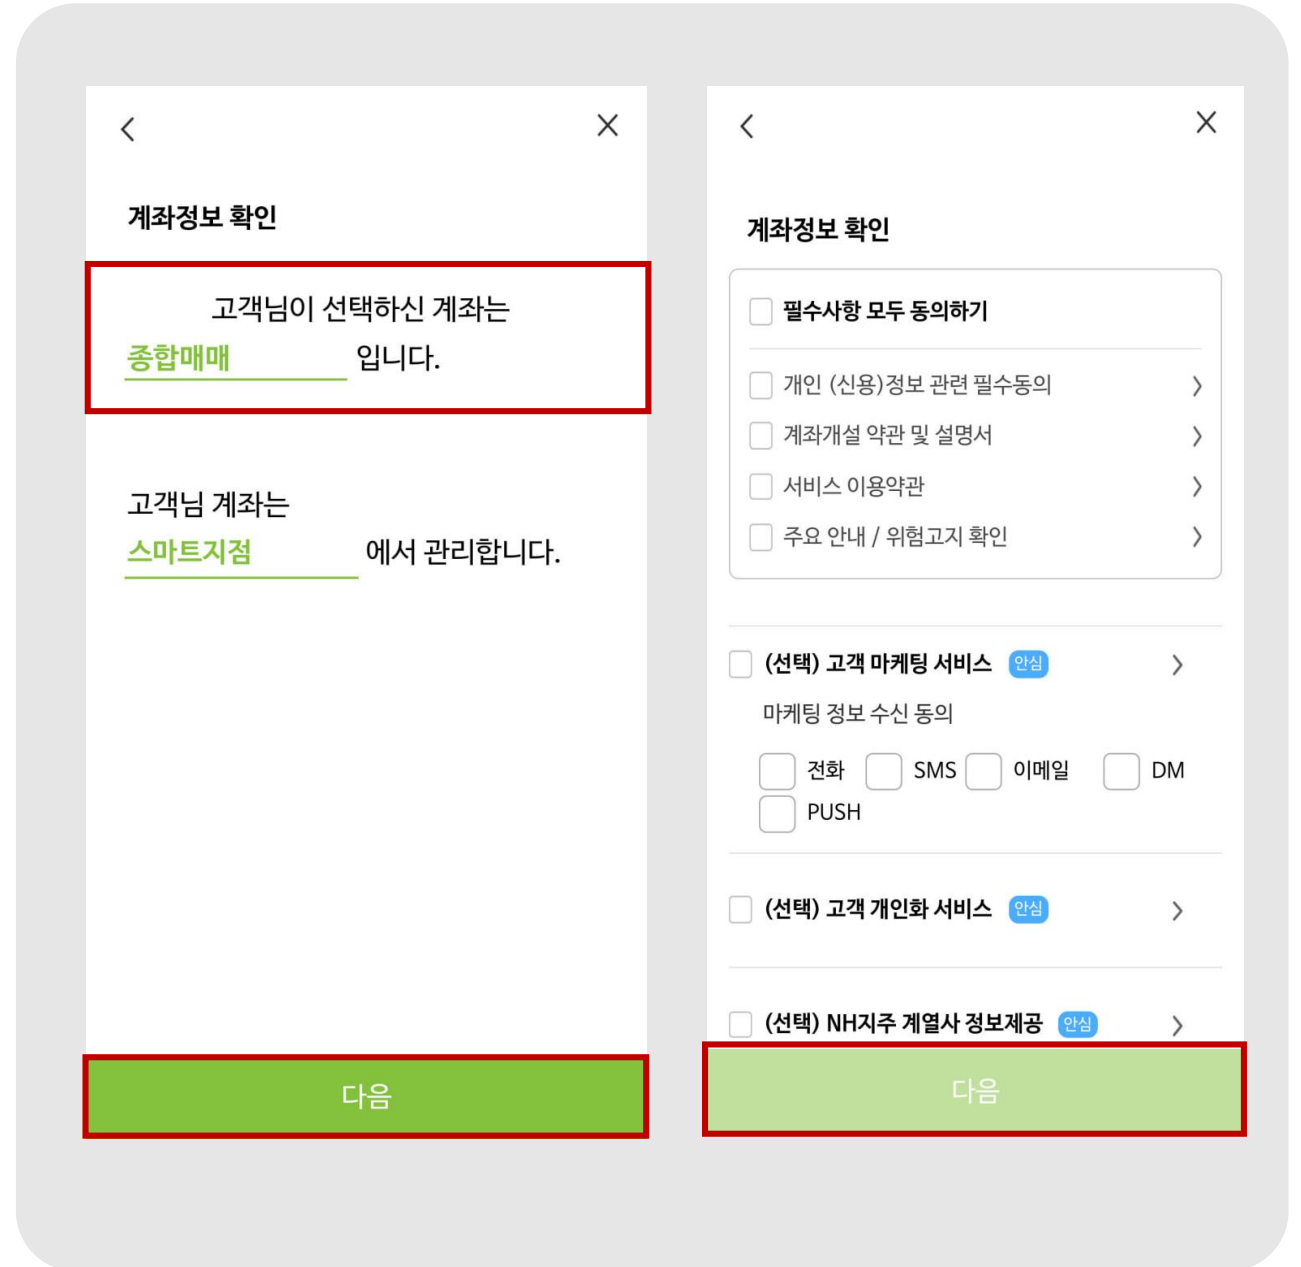 계좌정보 확인
고객님이 선택하신 계좌는
종합매매 입니다.
고객님 계좌는
스마트지점 에서 관리합니다.
다음
계좌정보 확인
필수사항 모두 동의하기
개인 (신용)정보 관련 필수동의
계좌개설 약관 및 설명서
서비스 이용약관
주요 안내 / 위험고지 확인
(선택) 고객 마케팅 서비스 안심
마케팅 정보 수신 동의
전화 SMS 이메일 DM
PUSH
(선택) 고객 개인화 서비스 안심
(선택) NH지주 계열사 정보제공 안심
다음